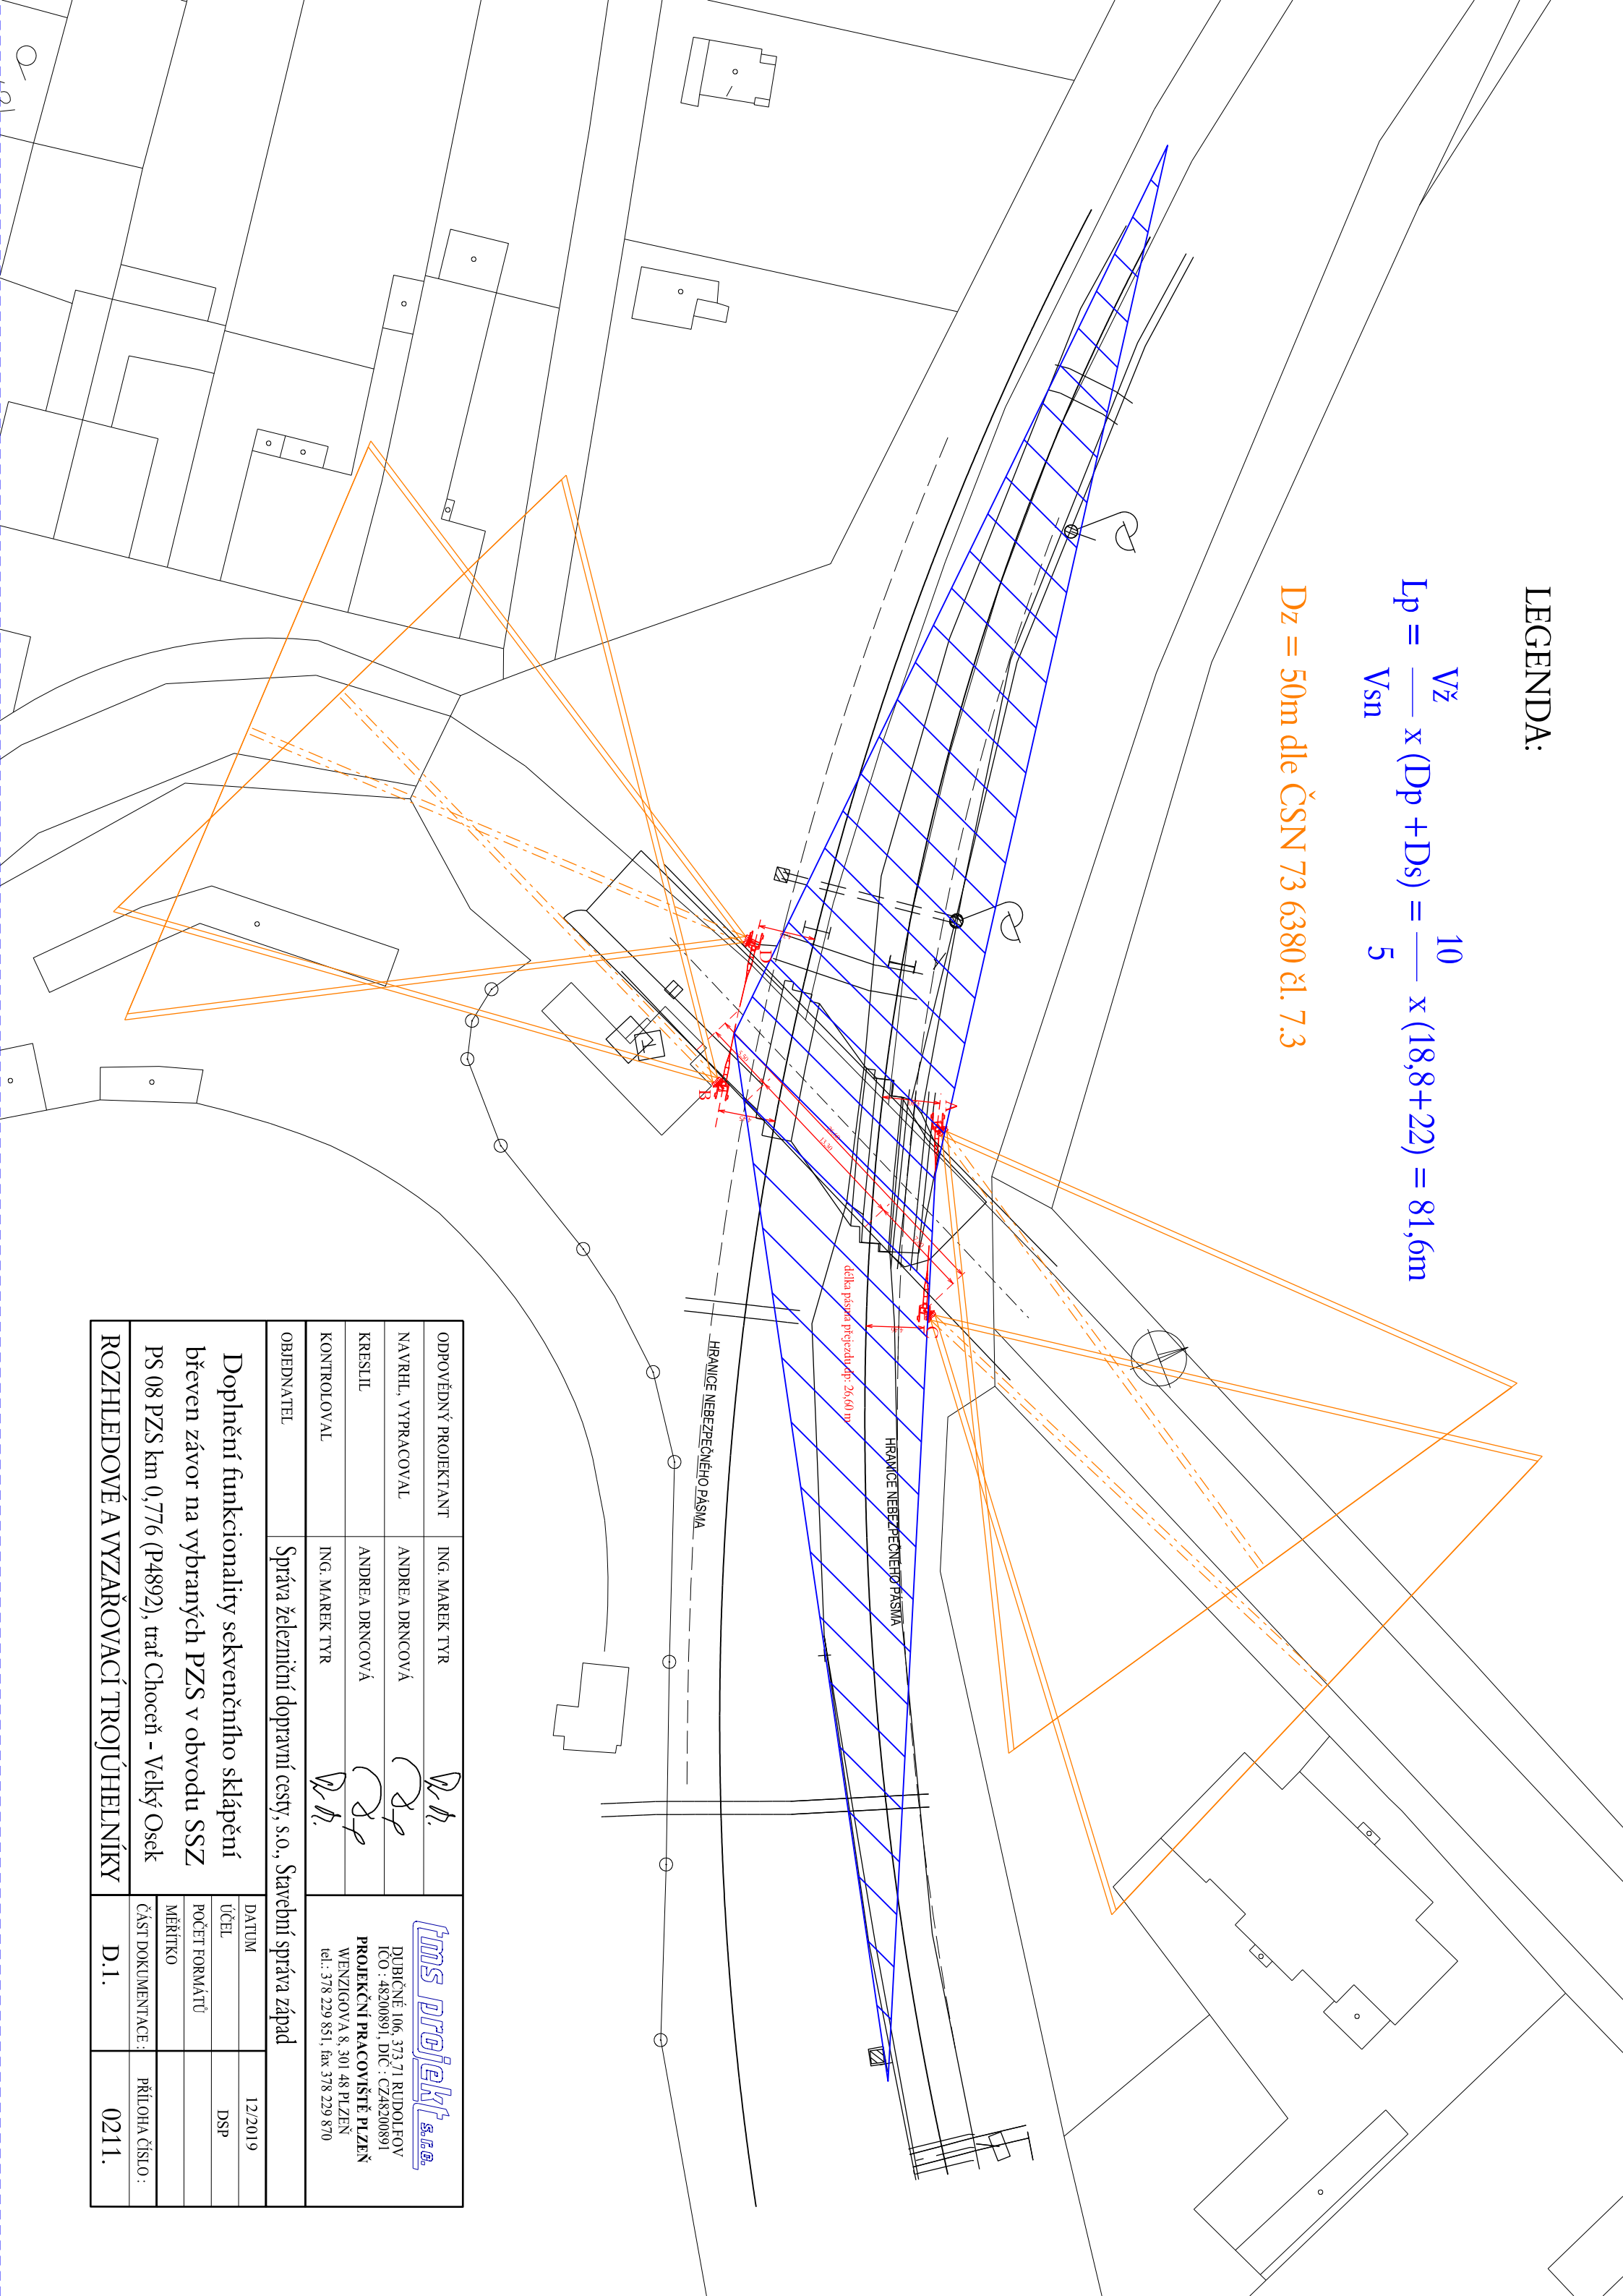 LEGENDA:
Vž 10
Lp = x (Dp + Ds) = x (18,8+22) = 81,6m
Vsn 5
Dz = 50m dle ČSN 73 6380 čl. 7.3
A
B
C
D
13,30
délka pásma přejezdu dp: 26,60 m
HRANICE NEBEZPEČNÉHO PÁSMA
HRANICE NEBEZPEČNÉHO PÁSMA
ODPOVĚDNÝ PROJEKTANT ING. MAREK TYR
NAVRHL, VYPRACOVAL ANDREA DRNCOVÁ
KRESLIL ANDREA DRNCOVÁ
KONTROLOVAL ING. MAREK TYR
tms projekt s.r.o.
DUBIČNÉ 106, 373 71 RUDOLFOV
IČO : 48200891, DIČ : CZ48200891
PROJEKČNÍ PRACOVIŠTĚ PLZEŇ
WENZIGOVA 8, 301 48 PLZEŇ
tel.: 378 229 851, fax 378 229 870
OBJEDNATEL Správa železniční dopravní cesty, s.o., Stavební správa západ
Doplnění funkcionality sekvenčního sklápění
břeven závor na vybraných PZS v obvodu SSZ
PS 08 PZS km 0,776 (P4892), trať Choceň - Velký Osek
ROZHLEDOVÉ A VYZAŘOVACÍ TROJÚHELNÍKY
DATUM 12/2019
ÚČEL DSP
POČET FORMÁTŮ
MĚŘÍTKO
ČÁST DOKUMENTACE : PŘÍLOHA ČÍSLO :
D.1. 0211.